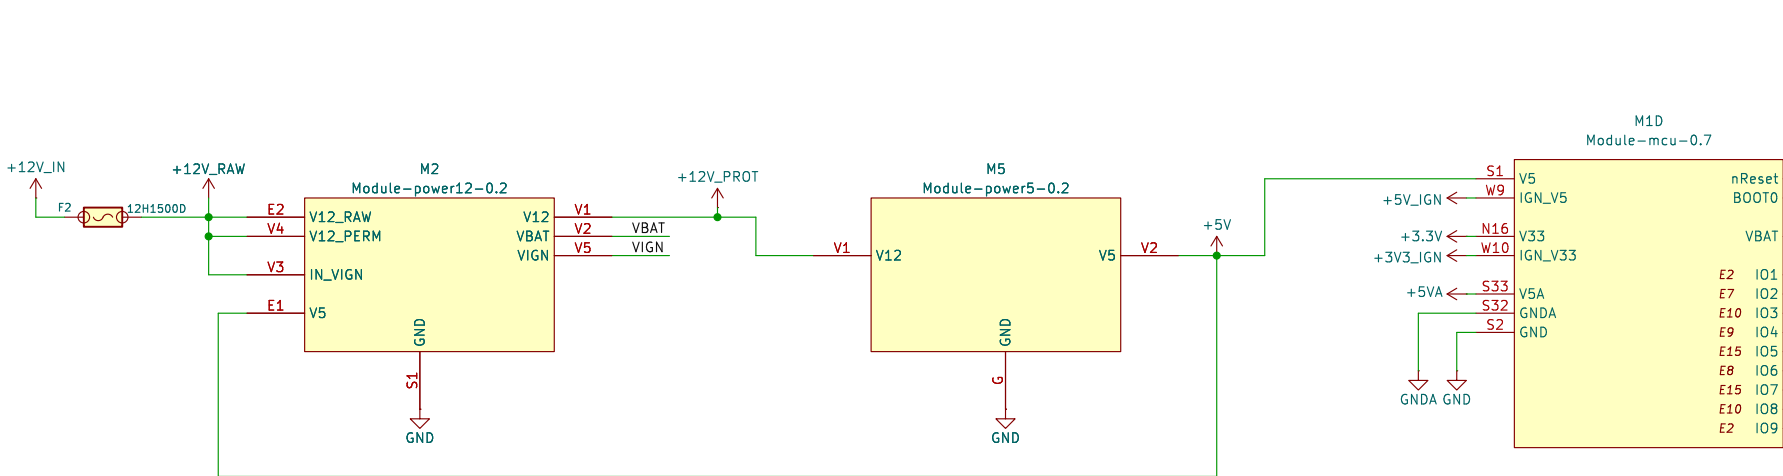 M1D
Module-mcu-0.7
+12V_IN
F2
12H1500D
+12V_RAW
M2
Module-power12-0.2
E2 V12_RAW
V4 V12_PERM
V3 IN_VIGN
E1 V5
V12 V1
VBAT V2 VBAT
VIGN V5 VIGN
GND
S1
GND
+12V_PROT
M5
Module-power5-0.2
V1 V12
V5 V2
GND
G
GND
+5V
S1 V5
+5V_IGN W9 IGN_V5
+3.3V N16 V33
+3V3_IGN W10 IGN_V33
+5VA S33 V5A
S32 GNDA
S2 GND
GNDA GND
nReset
BOOT0
VBAT
E2 IO1
E7 IO2
E10 IO3
E9 IO4
E15 IO5
E8 IO6
E15 IO7
E10 IO8
E2 IO9